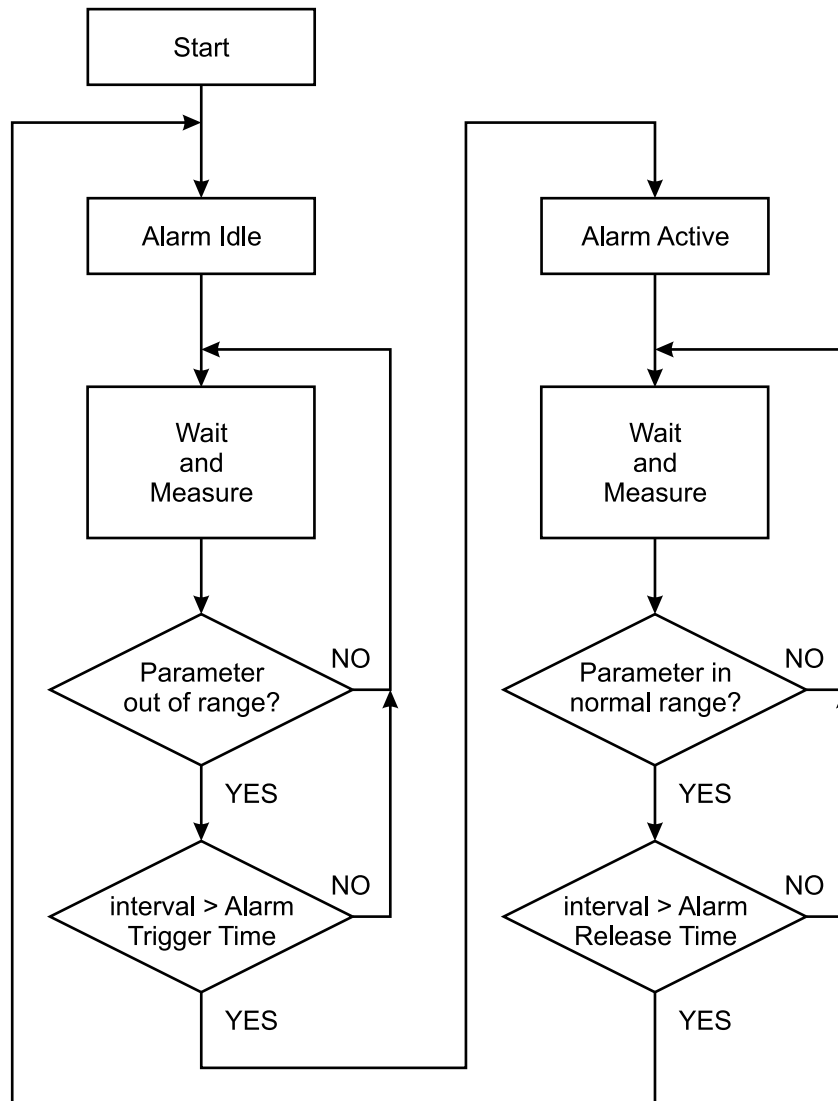 Start
Alarm Idle
Wait
and
Measure
Parameter
out of range?
NO
YES
interval > Alarm
Trigger Time
NO
YES
Alarm Active
Wait
and
Measure
Parameter in
normal range?
NO
YES
interval > Alarm
Release Time
NO
YES